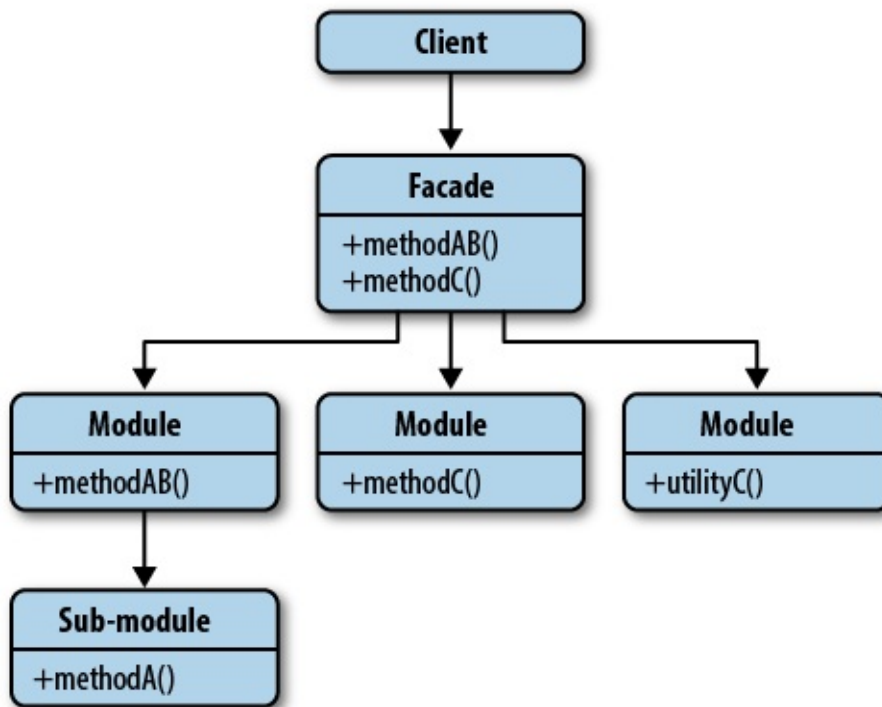 Client
Facade
+methodAB()
+methodC()
Module
+methodAB()
Module
+methodC()
Module
+utilityC()
Sub-module
+methodA()